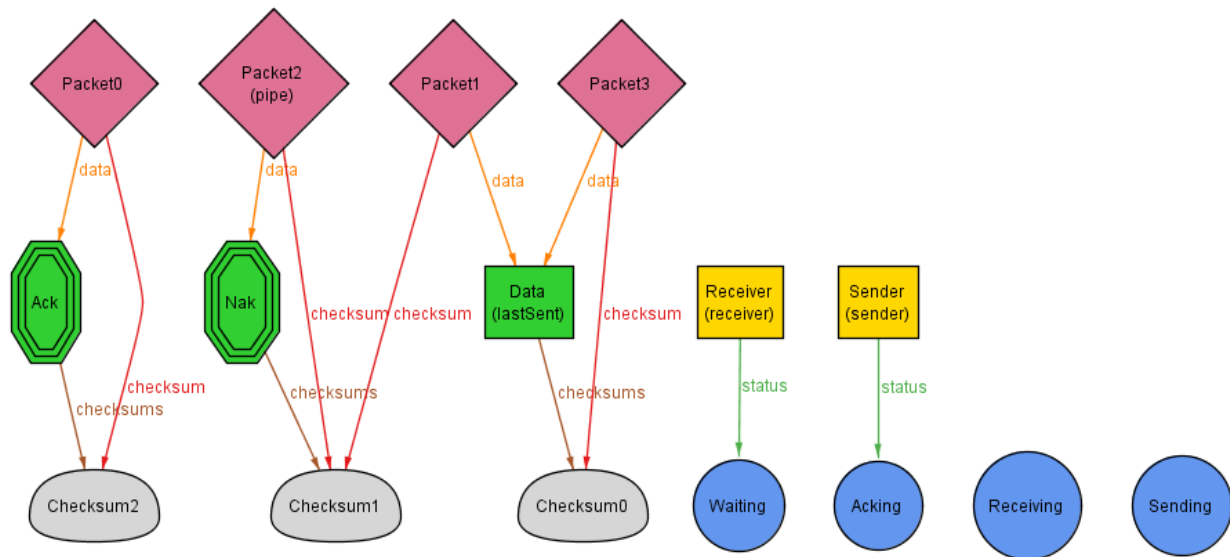 Packet0
Packet2
(pipe)
Packet1
Packet3
data
data
data
data
Ack
Nak
Data
(lastSent)
Receiver
(receiver)
Sender
(sender)
checksum
checksum
checksum
checksum
checksums
checksums
checksums
status
status
Checksum2
Checksum1
Checksum0
Waiting
Acking
Receiving
Sending